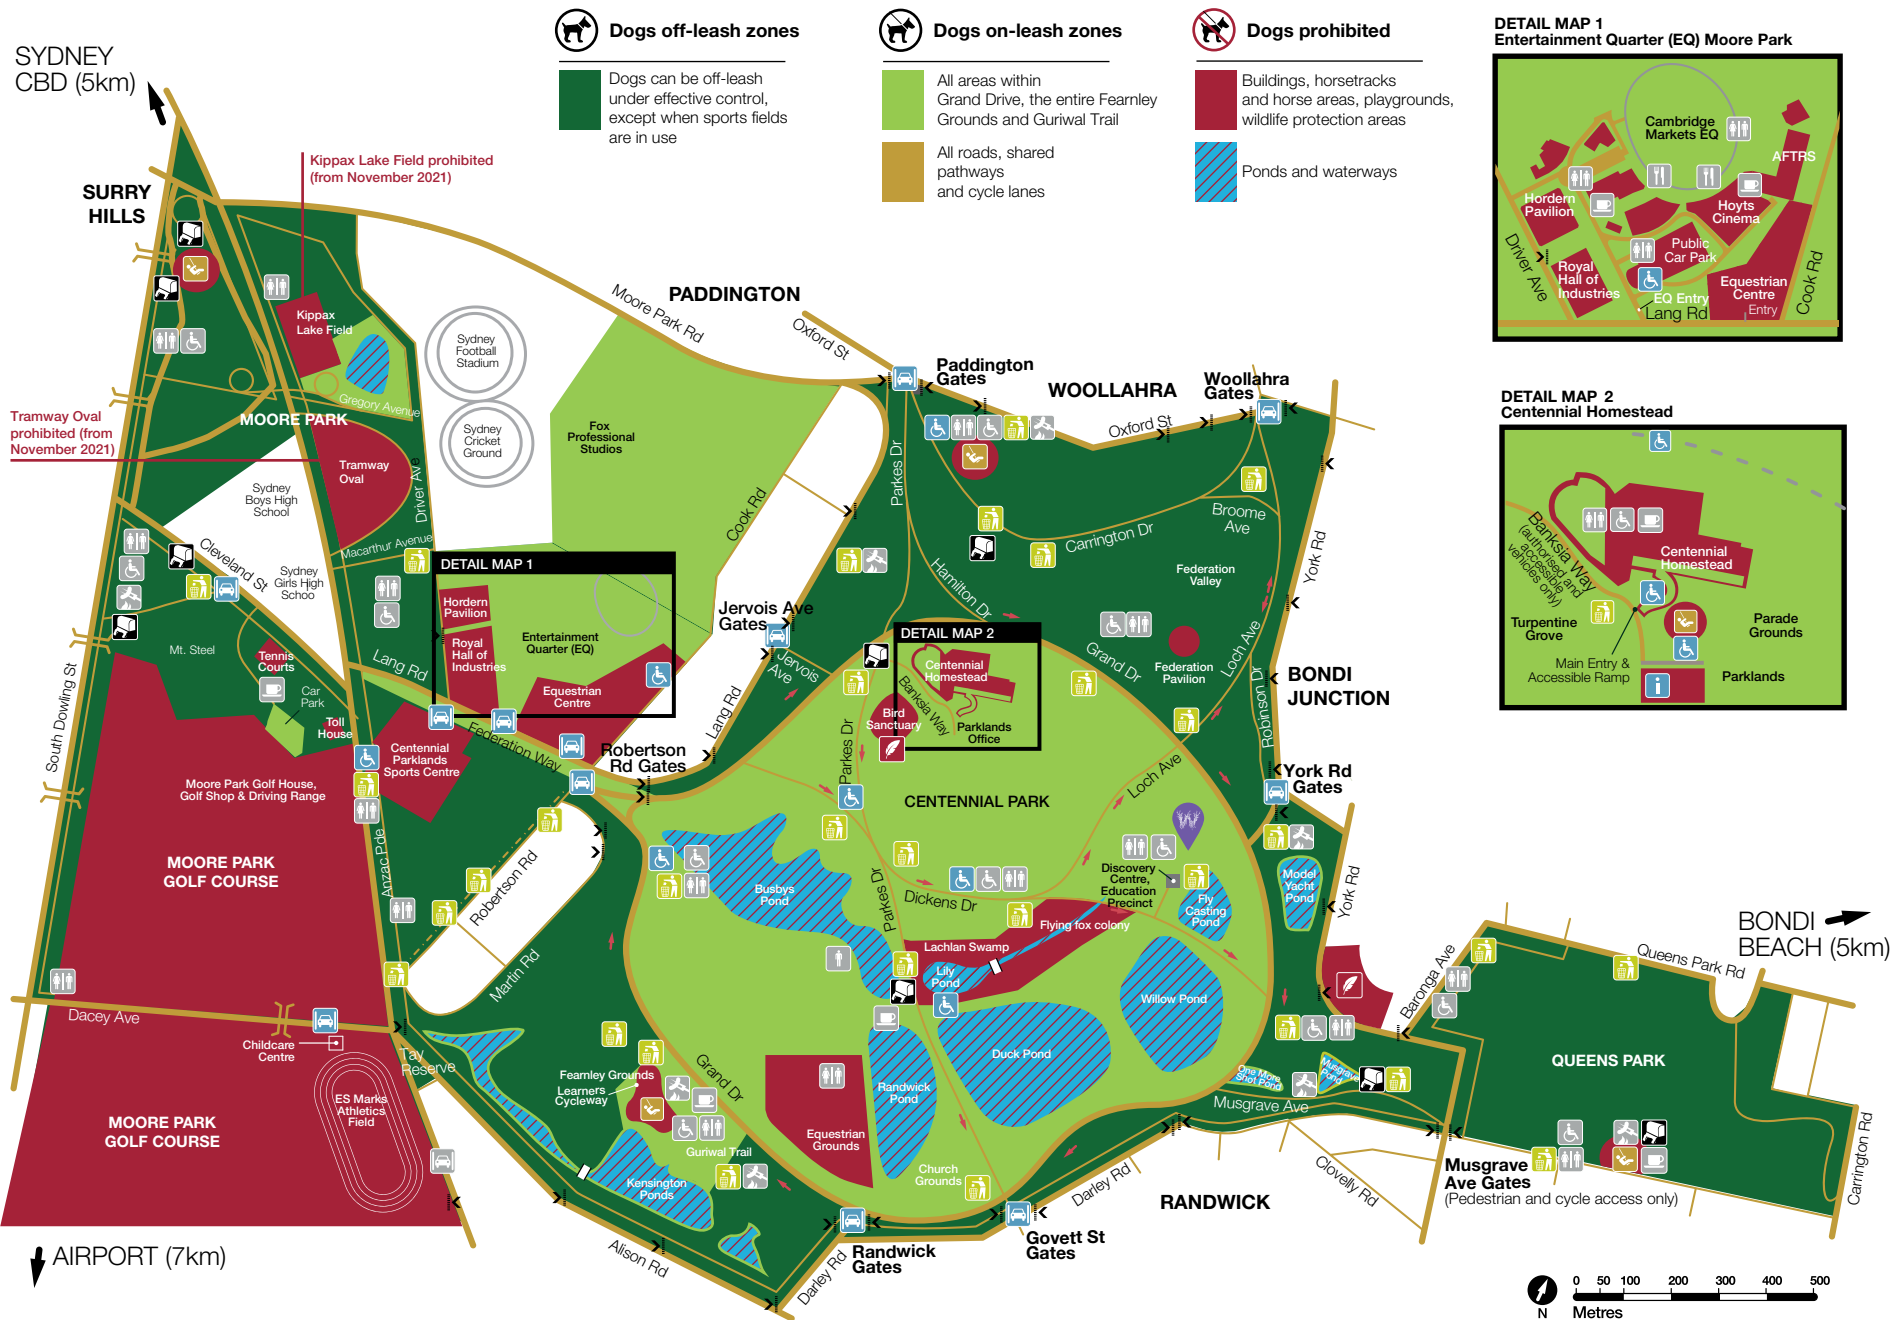 Dogs off-leash zones
Dogs can be off-leash
under effective control,
except when sports fields
are in use
Dogs on-leash zones
All areas within
Grand Drive, the entire Fearnley
Grounds and Guriwal Trail
All roads, shared
pathways
and cycle lanes
Dogs prohibited
Buildings, horsetracks
and horse areas, playgrounds,
wildlife protection areas
Ponds and waterways
DETAIL MAP 1
Entertainment Quarter (EQ) Moore Park
Cambridge
Markets EQ
AFTRS
Hordern
Pavilion
Hoyts
Cinema
Public
Car Park
Driver Ave
Royal
Hall of
Industries
Equestrian
Centre
Entry
EQ Entry
Lang Rd
Cook Rd
DETAIL MAP 2
Centennial Homestead
Banksia Way
(authorised and
accessible
vehicles only)
Centennial
Homestead
Turpentine
Grove
Parade
Grounds
Main Entry &
Accessible Ramp
Parklands
SYDNEY
CBD (5km)
SURRY
HILLS
Kippax Lake Field prohibited
(from November 2021)
Kippax
Lake Field
Sydney
Football
Stadium
Sydney
Cricket
Ground
Gregory Avenue
MOORE PARK
Tramway Oval
prohibited (from
November 2021)
Tramway
Oval
Driver Ave
Sydney
Boys High
School
Macarthur Avenue
Cleveland St
Sydney
Girls High
Schoo
PADDINGTON
Moore Park Rd
Oxford St
Fox
Professional
Studios
Cook Rd
Paddington
Gates
WOOLLAHRA
Woollahra
Gates
Oxford St
Parkes Dr
Carrington Dr
Broome
Ave
York Rd
Hamilton Dr
Federation
Valley
Grand Dr
Federation
Pavilion
Loch Ave
BONDI
JUNCTION
Robinson Dr
DETAIL MAP 1
Hordern
Pavilion
Royal
Hall of
Industries
Entertainment
Quarter (EQ)
Equestrian
Centre
Jervois Ave
Gates
Jervois
Ave
Lang Rd
DETAIL MAP 2
Centennial
Homestead
Banksia Way
Bird
Sanctuary
Parklands
Office
Mt. Steel
Tennis
Courts
Car
Park
Toll
House
Lang Rd
Federation Way
Robertson
Rd Gates
Centennial
Parklands
Sports Centre
South Dowling St
Moore Park Golf House,
Golf Shop & Driving Range
MOORE PARK
GOLF COURSE
Anzac Pde
Robertson Rd
Martin Rd
Parkes Dr
CENTENNIAL PARK
Loch Ave
York Rd
Gates
Busbys
Pond
Parkes Dr
Dickens Dr
Discovery
Centre,
Education
Precinct
W
Fly
Casting
Pond
Model
Yacht
Pond
York Rd
Flying fox colony
Lachlan Swamp
Lily
Pond
Willow Pond
Duck Pond
Randwick
Pond
BONDI
BEACH (5km)
Queens Park Rd
Baronga Ave
QUEENS PARK
Carrington Rd
Dacey Ave
Childcare
Centre
Tay
Reserve
ES Marks
Athletics
Field
MOORE PARK
GOLF COURSE
Fearnley Grounds
Learners
Cycleway
Grand Dr
Guriwal Trail
Kensington
Ponds
Equestrian
Grounds
Church
Grounds
One More
Shot Pond
Musgrave
Pond
Musgrave Ave
Musgrave
Ave Gates
(Pedestrian and cycle access only)
Clovelly Rd
RANDWICK
Darley Rd
Govett St
Gates
Randwick
Gates
Darley Rd
Alison Rd
AIRPORT (7km)
N
0 50 100 200 300 400 500
Metres